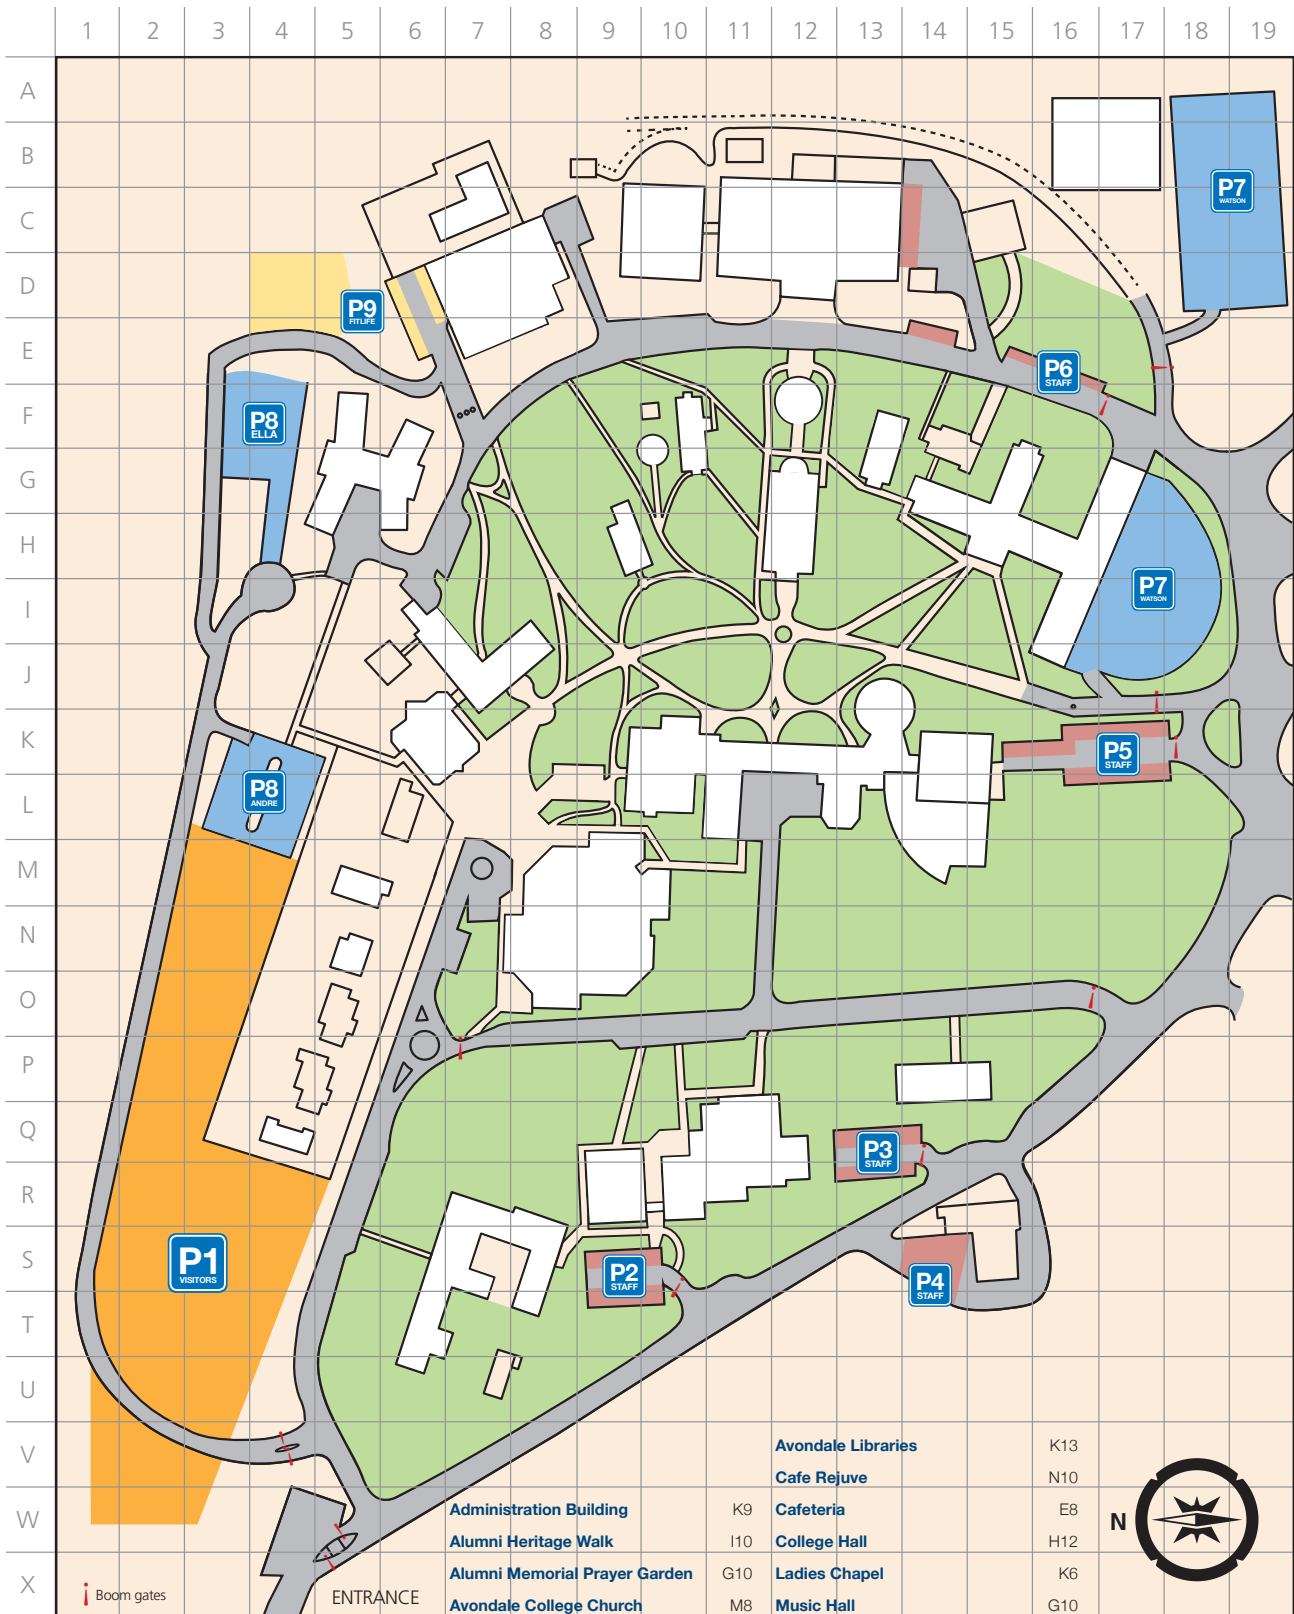 1 2 3 4 5 6 7 8 9 10 11 12 13 14 15 16 17 18 19
A
B
P7
WATSON
C
D
P9
FITLIFE
E
P6
STAFF
F
P8
ELLA
G
H
P7
WATSON
I
J
K
P5
STAFF
L
P8
ANDRE
M
N
O
P
Q
P3
STAFF
R
S
P1
VISITORS
P2
STAFF
P4
STAFF
T
U
V
Avondale Libraries K13
Cafe Rejuve N10
W
Administration Building K9 Cafeteria E8
N
Alumni Heritage Walk I10 College Hall H12
X
Alumni Memorial Prayer Garden G10 Ladies Chapel K6
Boom gates
ENTRANCE
Avondale College Church M8 Music Hall G10